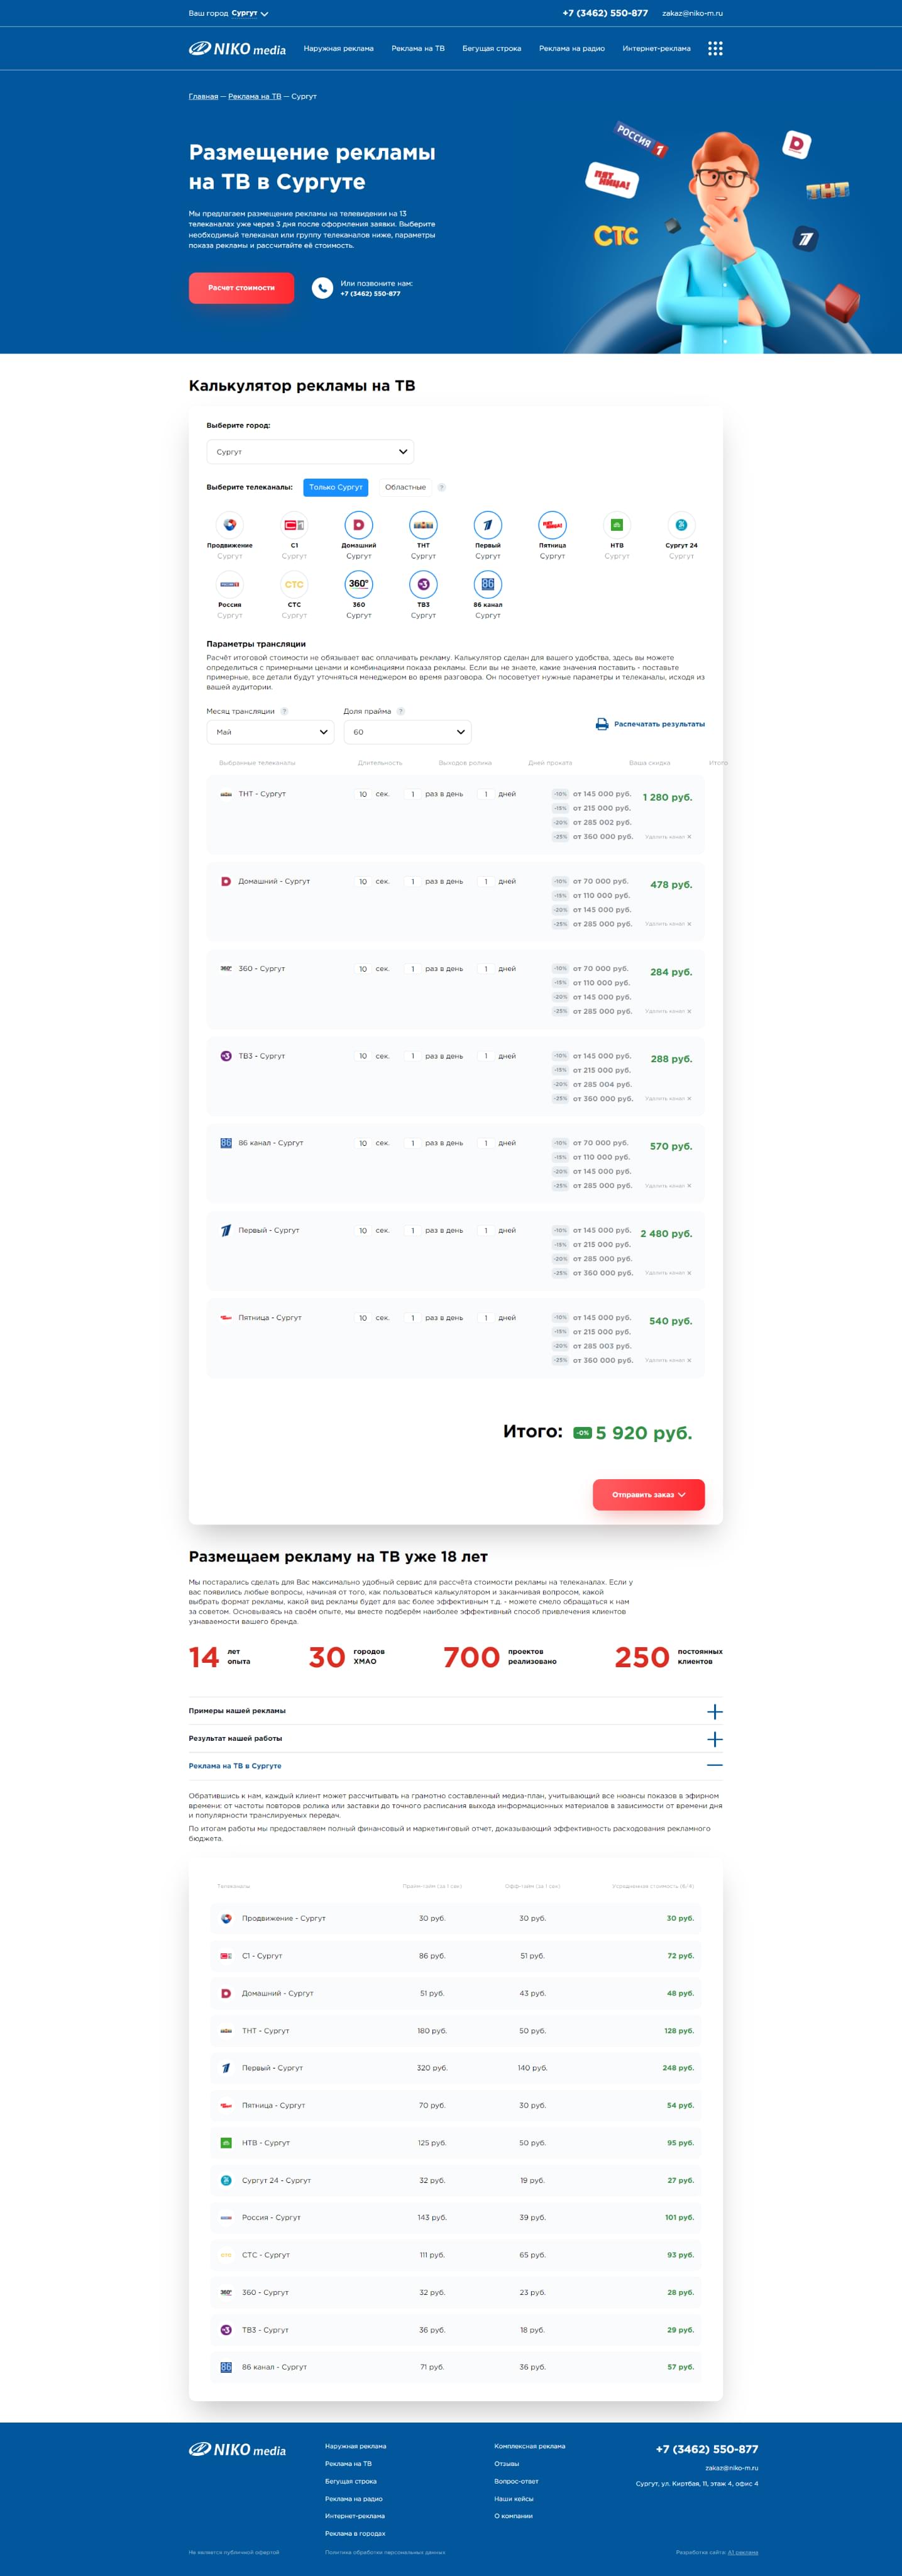 Ваш город Сургут
+7 (3462) 550-877 zakaz@niko-m.ru
NIKO media Наружная реклама Реклама на ТВ Бегущая строка Реклама на радио Интернет-реклама
Главная — Реклама на ТВ — Сургут
Размещение рекламы
на ТВ в Сургуте
Мы предлагаем размещение рекламы на телевидении на 13
телеканалах уже через 3 дня после оформления заявки. Выберите
необходимый телеканал или группу телеканалов ниже, параметры
показа рекламы и рассчитайте её стоимость.
Расчет стоимости
Или позвоните нам:
+7 (3462) 550-877
РОССИЯ 1
ПЯТНИЦА!
СТС
D
ТНТ
1
Калькулятор рекламы на ТВ
Выберите город:
Сургут
Выберите телеканалы: Только Сургут Областные ?
Продвижение С1 Домашний ТНТ Первый Пятница НТВ Сургут 24
Сургут Сургут Сургут Сургут Сургут Сургут Сургут Сургут
Россия СТС 360 ТВ3 86 канал
Сургут Сургут Сургут Сургут Сургут
Параметры трансляции
Расчёт итоговой стоимости не обязывает вас оплачивать рекламу. Калькулятор сделан для вашего удобства, здесь вы можете
определиться с примерными ценами и комбинациями показа рекламы. Если вы не знаете, какие значения поставить - поставьте
примерные, все детали будут уточняться менеджером во время разговора. Он посоветует нужные параметры и телеканалы, исходя из
вашей аудитории.
Месяц трансляции ? Доля прайма ?
Май 60 Распечатать результаты
Выбранные телеканалы Длительность Выходов ролика Дней проката Ваша скидка Итого
ТНТ - Сургут 10 сек. 1 раз в день 1 дней -10% от 145 000 руб. 1 280 руб.
-15% от 215 000 руб.
-20% от 285 002 руб.
-25% от 360 000 руб. Удалить канал ×
Домашний - Сургут 10 сек. 1 раз в день 1 дней -10% от 70 000 руб. 478 руб.
-15% от 110 000 руб.
-20% от 145 000 руб.
-25% от 285 000 руб. Удалить канал ×
360 - Сургут 10 сек. 1 раз в день 1 дней -10% от 70 000 руб. 284 руб.
-15% от 110 000 руб.
-20% от 145 000 руб.
-25% от 285 000 руб. Удалить канал ×
ТВ3 - Сургут 10 сек. 1 раз в день 1 дней -10% от 145 000 руб. 288 руб.
-15% от 215 000 руб.
-20% от 285 004 руб.
-25% от 360 000 руб. Удалить канал ×
86 канал - Сургут 10 сек. 1 раз в день 1 дней -10% от 70 000 руб. 570 руб.
-15% от 110 000 руб.
-20% от 145 000 руб.
-25% от 285 000 руб. Удалить канал ×
Первый - Сургут 10 сек. 1 раз в день 1 дней -10% от 145 000 руб. 2 480 руб.
-15% от 215 000 руб.
-20% от 285 000 руб.
-25% от 360 000 руб. Удалить канал ×
Пятница - Сургут 10 сек. 1 раз в день 1 дней -10% от 145 000 руб. 540 руб.
-15% от 215 000 руб.
-20% от 285 003 руб.
-25% от 360 000 руб. Удалить канал ×
Итого: -0% 5 920 руб.
Отправить заказ
Размещаем рекламу на ТВ уже 18 лет
Мы постарались сделать для Вас максимально удобный сервис для рассчёта стоимости рекламы на телеканалах. Если у
вас появились любые вопросы, начиная от того, как пользоваться калькулятором и заканчивая вопросом, какой
выбрать формат рекламы, какой вид рекламы будет для вас более эффективным т.д. - можете смело обращаться к нам
за советом. Основываясь на своём опыте, мы вместе подберём наиболее эффективный способ привлечения клиентов
узнаваемости вашего бренда.
14 лет опыта 30 городов ХМАО 700 проектов реализовано 250 постоянных клиентов
Примеры нашей рекламы
Результат нашей работы
Реклама на ТВ в Сургуте
Обратившись к нам, каждый клиент может рассчитывать на грамотно составленный медиа-план, учитывающий все нюансы показов в эфирном
времени: от частоты повторов ролика или заставки до точного расписания выхода информационных материалов в зависимости от времени дня
и популярности транслируемых передач.
По итогам работы мы предоставляем полный финансовый и маркетинговый отчет, доказывающий эффективность расходования рекламного
бюджета.
Телеканалы Прайм-тайм (за 1 сек) Офф-тайм (за 1 сек) Усредненная стоимость (6/4)
Продвижение - Сургут 30 руб. 30 руб. 30 руб.
С1 - Сургут 86 руб. 51 руб. 72 руб.
Домашний - Сургут 51 руб. 43 руб. 48 руб.
ТНТ - Сургут 180 руб. 50 руб. 128 руб.
Первый - Сургут 320 руб. 140 руб. 248 руб.
Пятница - Сургут 70 руб. 30 руб. 54 руб.
НТВ - Сургут 125 руб. 50 руб. 95 руб.
Сургут 24 - Сургут 32 руб. 19 руб. 27 руб.
Россия - Сургут 143 руб. 39 руб. 101 руб.
СТС - Сургут 111 руб. 65 руб. 93 руб.
360 - Сургут 32 руб. 23 руб. 28 руб.
ТВ3 - Сургут 36 руб. 18 руб. 29 руб.
86 канал - Сургут 71 руб. 36 руб. 57 руб.
NIKO media
Наружная реклама
Реклама на ТВ
Бегущая строка
Реклама на радио
Интернет-реклама
Реклама в городах
Комплексная реклама
Отзывы
Вопрос-ответ
Наши кейсы
О компании
+7 (3462) 550-877
zakaz@niko-m.ru
Сургут, ул. Киртбая, 11, этаж 4, офис 4
Не является публичной офертой Политика обработки персональных данных Разработка сайта: А1 реклама